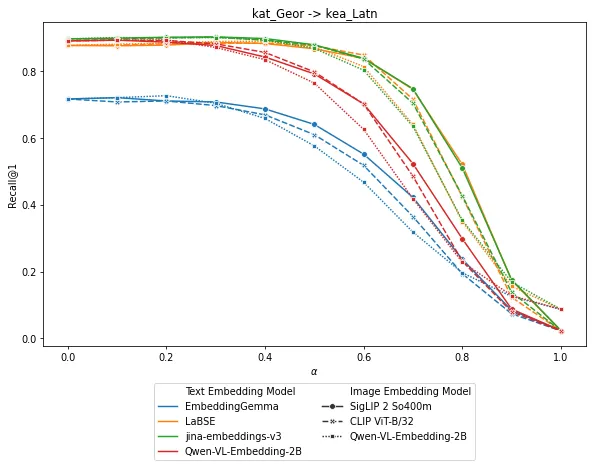 kat_Geor -> kea_Latn
Recall@1
0.8
0.6
0.4
0.2
0.0
0.0 0.2 0.4 0.6 0.8 1.0
α
Text Embedding Model
EmbeddingGemma
LaBSE
jina-embeddings-v3
Qwen-VL-Embedding-2B
Image Embedding Model
SigLIP 2 So400m
CLIP ViT-B/32
Qwen-VL-Embedding-2B